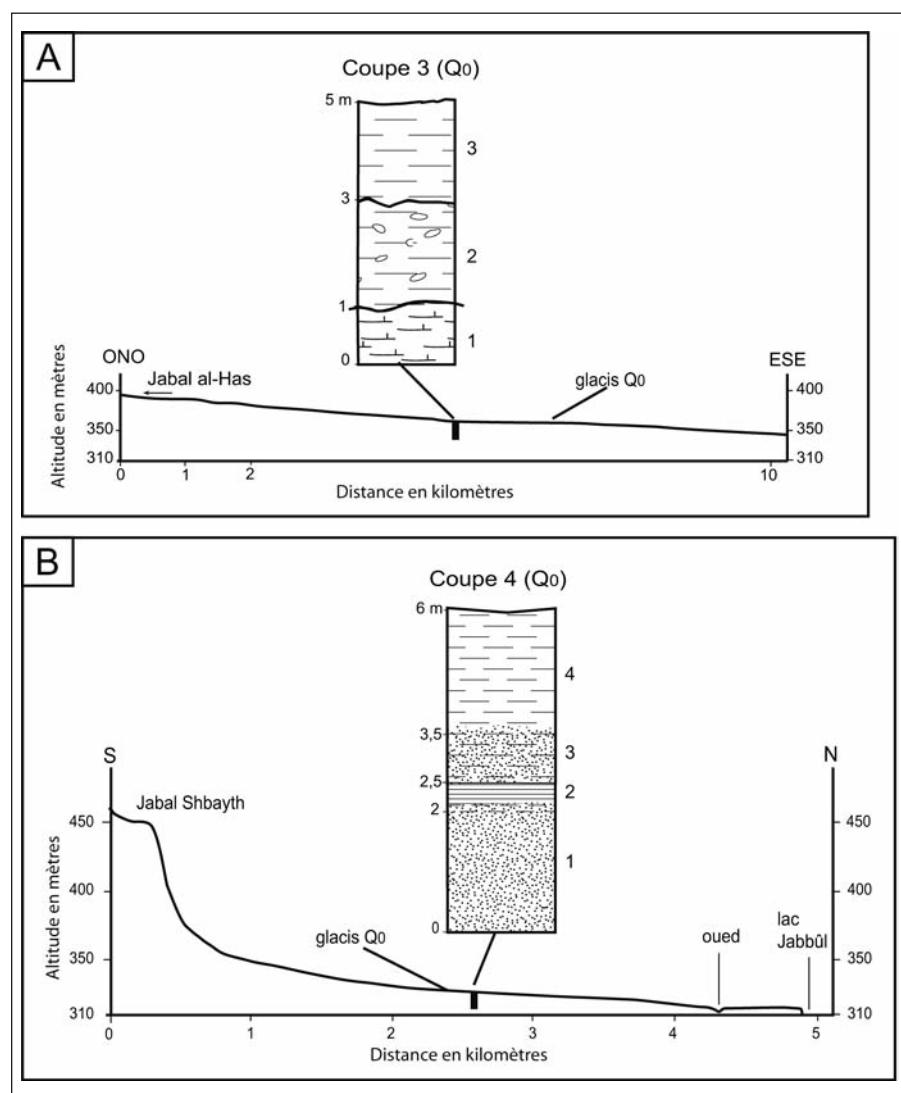 A
Coupe 3 (Q0)
5 m
3
3
2
1
1
0
ONO
ESE
Jabal al-Has
glacis Q0
Altitude en mètres
400
350
310
400
350
310
0
1
2
10
Distance en kilomètres
B
Coupe 4 (Q0)
6 m
4
3,5
3
2,5
2
2
1
0
S
N
Jabal Shbayth
450
400
350
310
450
400
350
310
Altitude en mètres
glacis Q0
oued
lac
Jabbûl
0
1
2
3
4
5
Distance en kilomètres